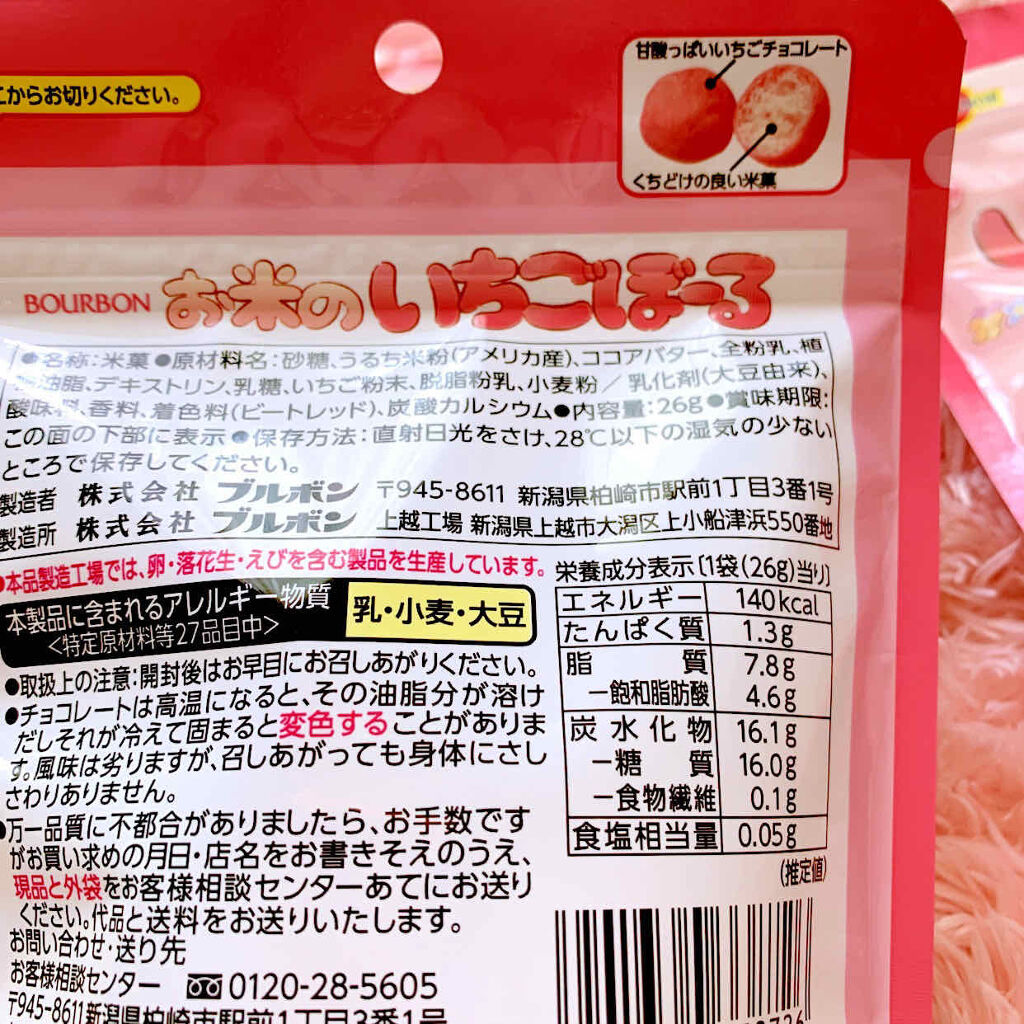 こからお切りください。
甘酸っぱいいちごチョコレート
くちどけの良い米菓
BOURBON お米のいちごぼーる
●名称:米菓●原材料名:砂糖、うるち米粉(アメリカ産)、ココアバター、全粉乳、植
油脂、デキストリン、乳糖、いちご粉末、脱脂粉乳、小麦粉/乳化剤(大豆由来)、
酸味料、香料、着色料(ビートレッド)、炭酸カルシウム●内容量:26g●賞味期限:
この面の下部に表示●保存方法:直射日光をさけ、28℃以下の湿気の少ない
ところで保存してください。
製造者 株式会社 ブルボン 〒945-8611 新潟県柏崎市駅前1丁目3番1号
製造所 株式会社 ブルボン 上越工場 新潟県上越市大潟区上小船津浜550番地
●本品製造工場では、卵・落花生・えびを含む製品を生産しています。
本製品に含まれるアレルギー物質
<特定原材料等27品目中>
乳・小麦・大豆
●取扱上の注意:開封後はお早目にお召しあがりください。
●チョコレートは高温になると、その油脂分が溶け
だしそれが冷えて固まると変色することがありま
す。風味は劣りますが、召しあがっても身体にさし
さわりありません。
●万一品質に不都合がありましたら、お手数です
がお買い求めの月日・店名をお書きそえのうえ、
現品と外袋をお客様相談センターあてにお送り
ください。代品と送料をお送りいたします。
お問い合わせ・送り先
お客様相談センター 0120-28-5605
〒945-8611新潟県柏崎市駅前1丁目3番1号
栄養成分表示〔1袋(26g)当り〕
エネルギー 140kcal
たんぱく質 1.3g
脂質 7.8g
－飽和脂肪酸 4.6g
炭水化物 16.1g
－糖質 16.0g
－食物繊維 0.1g
食塩相当量 0.05g
(推定値)